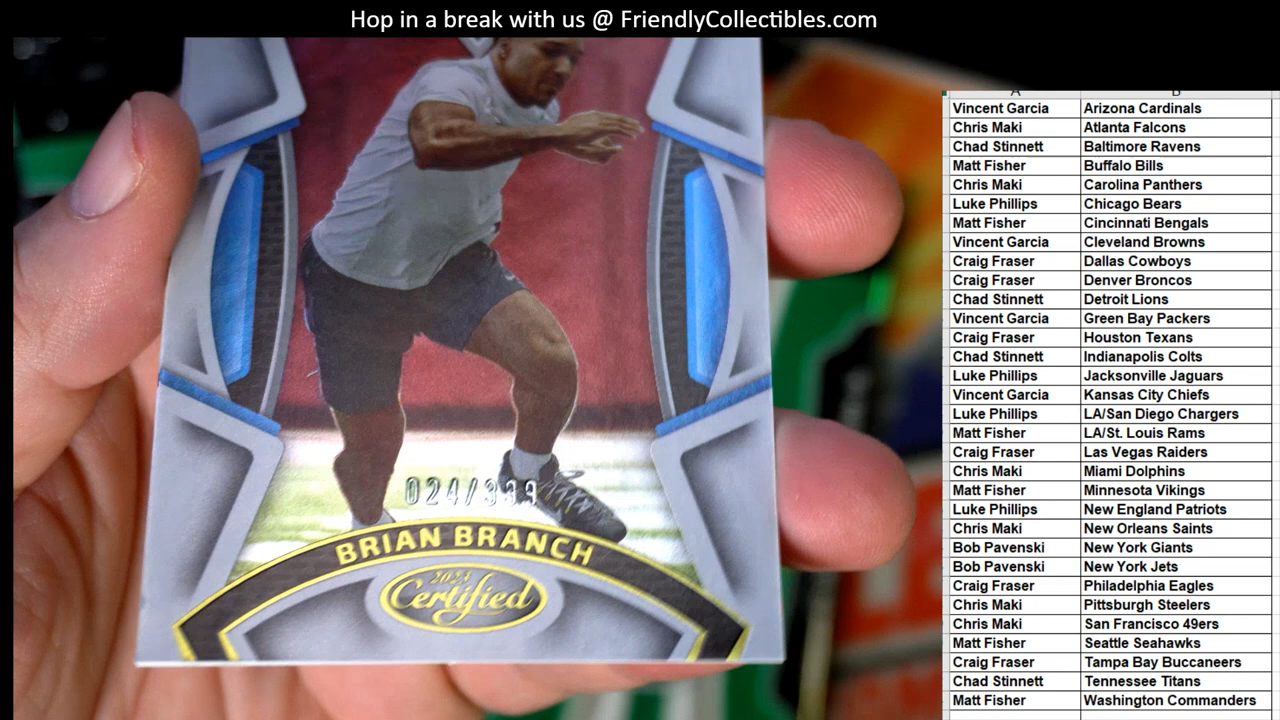 Hop in a break with us @ FriendlyCollectibles.com
A B
Vincent Garcia Arizona Cardinals
Chris Maki Atlanta Falcons
Chad Stinnett Baltimore Ravens
Matt Fisher Buffalo Bills
Chris Maki Carolina Panthers
Luke Phillips Chicago Bears
Matt Fisher Cincinnati Bengals
Vincent Garcia Cleveland Browns
Craig Fraser Dallas Cowboys
Craig Fraser Denver Broncos
Chad Stinnett Detroit Lions
Vincent Garcia Green Bay Packers
Craig Fraser Houston Texans
Chad Stinnett Indianapolis Colts
Luke Phillips Jacksonville Jaguars
Vincent Garcia Kansas City Chiefs
Luke Phillips LA/San Diego Chargers
Matt Fisher LA/St. Louis Rams
Craig Fraser Las Vegas Raiders
Chris Maki Miami Dolphins
Matt Fisher Minnesota Vikings
Luke Phillips New England Patriots
Chris Maki New Orleans Saints
Bob Pavenski New York Giants
Bob Pavenski New York Jets
Craig Fraser Philadelphia Eagles
Chris Maki Pittsburgh Steelers
Chris Maki San Francisco 49ers
Matt Fisher Seattle Seahawks
Craig Fraser Tampa Bay Buccaneers
Chad Stinnett Tennessee Titans
Matt Fisher Washington Commanders
024/399
BRIAN BRANCH
2023
Certified